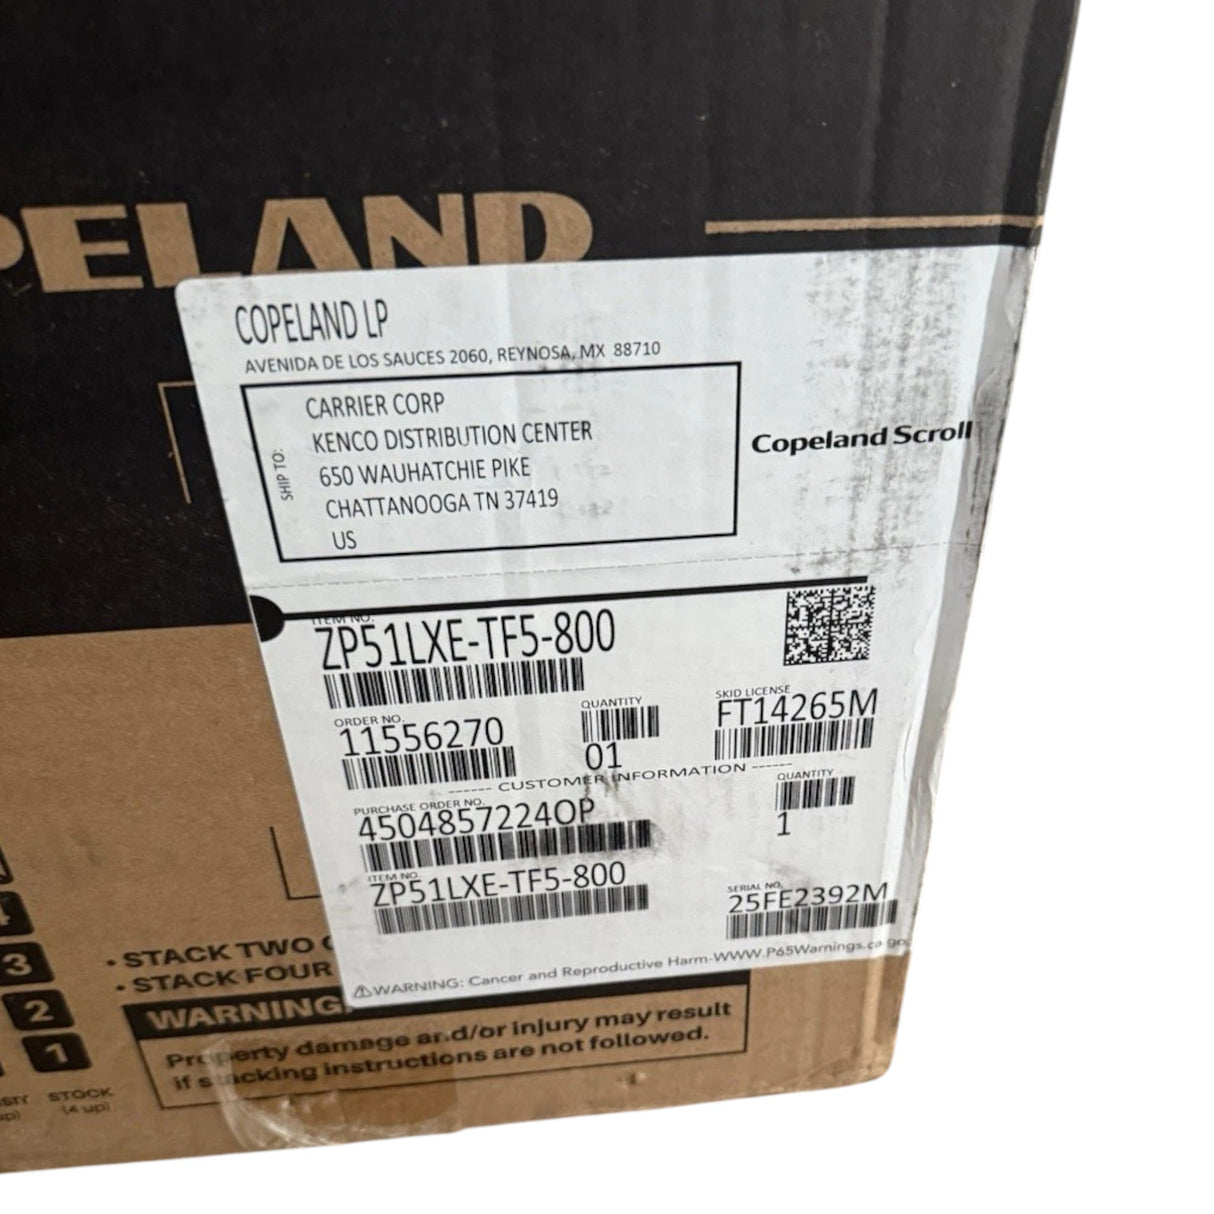 PELAND
COPELAND LP
AVENIDA DE LOS SAUCES 2060, REYNOSA, MX 88710
SHIP TO:
CARRIER CORP
KENCO DISTRIBUTION CENTER
650 WAUHATCHIE PIKE
CHATTANOOGA TN 37419
US
Copeland Scroll
ITEM NO.
ZP51LXE-TF5-800
ORDER NO.
11556270
QUANTITY
01
SKID LICENSE
FT14265M
------ CUSTOMER INFORMATION ------
PURCHASE ORDER NO.
4504857224OP
QUANTITY
1
ITEM NO.
ZP51LXE-TF5-800
SERIAL NO.
25FE2392M
⚠WARNING: Cancer and Reproductive Harm-WWW.P65Warnings.ca.gov
• STACK TWO
• STACK FOUR
WARNING
Property damage and/or injury may result
if stacking instructions are not followed.
4
3
2
1
STOCK
(4 up)